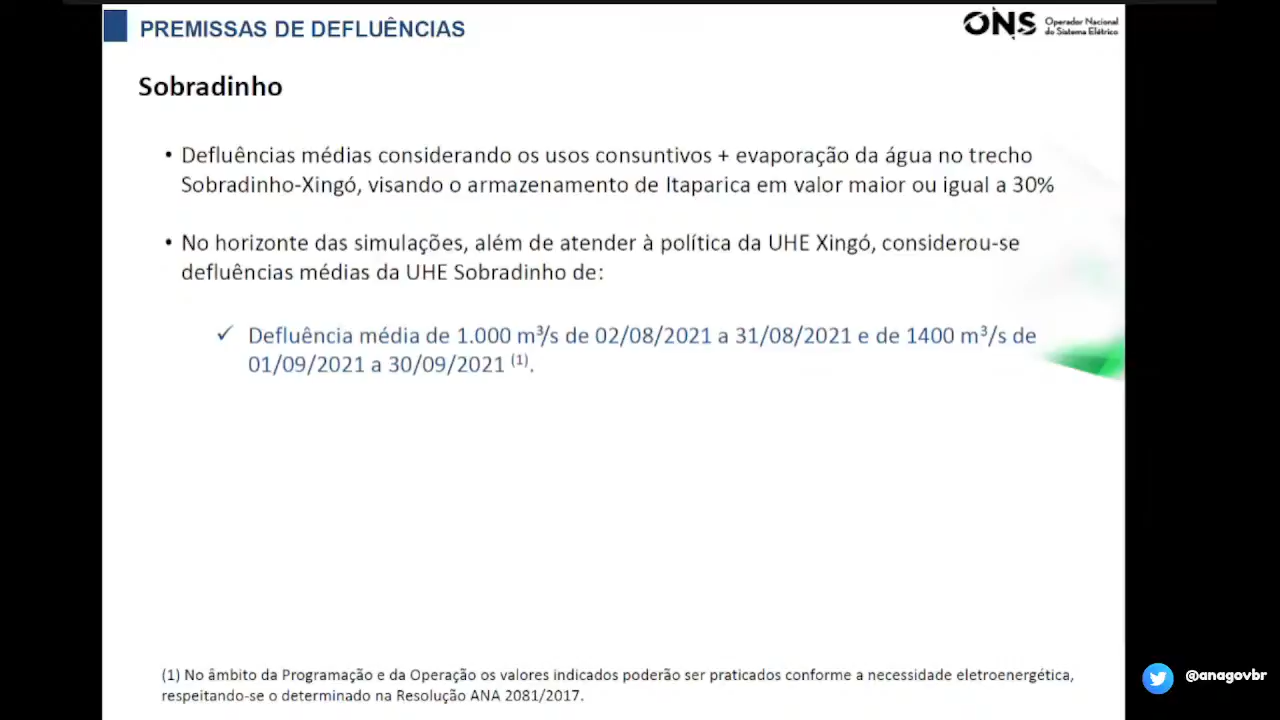 PREMISSAS DE DEFLUÊNCIAS
ONS Operador Nacional
do Sistema Elétrico
Sobradinho
• Defluências médias considerando os usos consuntivos + evaporação da água no trecho
Sobradinho-Xingó, visando o armazenamento de Itaparica em valor maior ou igual a 30%
• No horizonte das simulações, além de atender à política da UHE Xingó, considerou-se
defluências médias da UHE Sobradinho de:
✓ Defluência média de 1.000 m³/s de 02/08/2021 a 31/08/2021 e de 1400 m³/s de
01/09/2021 a 30/09/2021 ⁽¹⁾.
(1) No âmbito da Programação e da Operação os valores indicados poderão ser praticados conforme a necessidade eletroenergética,
respeitando-se o determinado na Resolução ANA 2081/2017.
@anagovbr